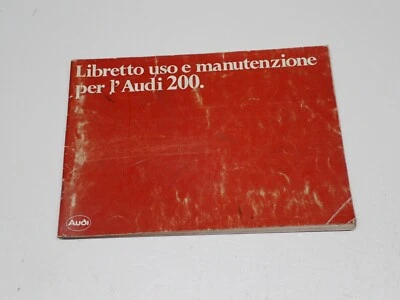 Libretto uso e manutenzione
per l'Audi 200.
Audi